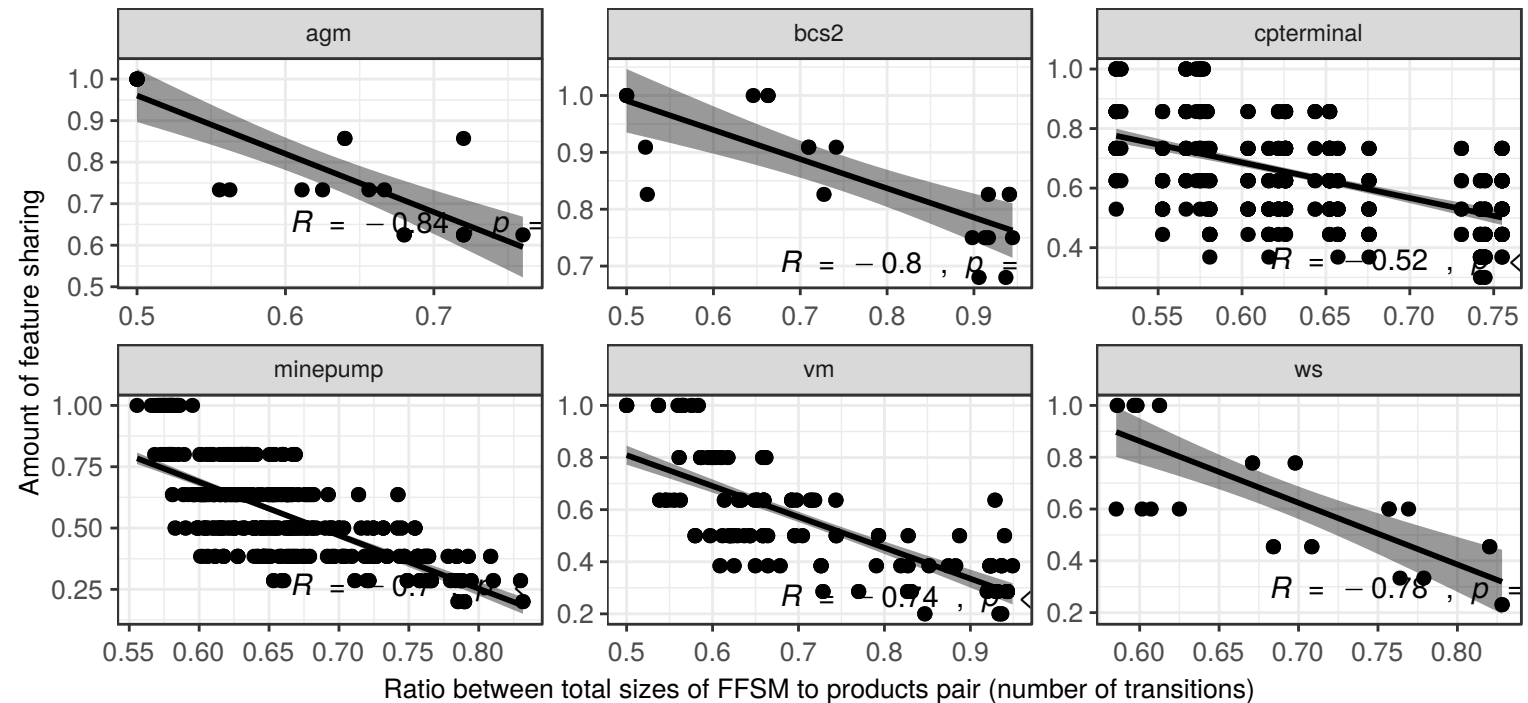 agm bcs2 cpterminal
1.0 1.0 1.0
0.9
0.8 0.9 0.8
0.7 0.8 0.6
0.6 0.7 0.4
0.5
R = −0.84 p =
R = −0.8 , p =
R = −0.52 , p <
0.5 0.6 0.7 0.5 0.6 0.7 0.8 0.9 0.55 0.60 0.65 0.70 0.75
Amount of feature sharing
minepump vm ws
1.00 1.0 1.0
0.75 0.8 0.8
0.50 0.6 0.6
0.25 0.4 0.4
0.2 0.2
R = −0.7 , p <
R = −0.74 , p <
R = −0.78 , p =
0.55 0.60 0.65 0.70 0.75 0.80 0.5 0.6 0.7 0.8 0.9 0.60 0.65 0.70 0.75 0.80
Ratio between total sizes of FFSM to products pair (number of transitions)